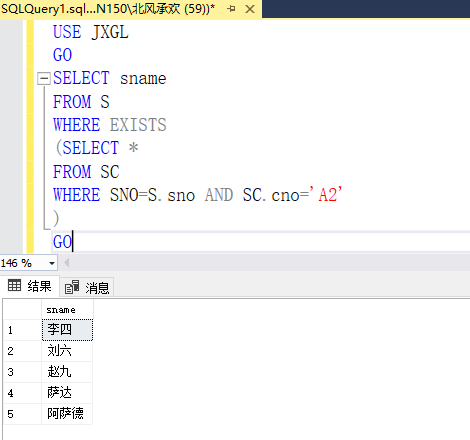 SQLQuery1.sql...N150\北风承欢 (59))*
USE JXGL
GO
SELECT sname
FROM S
WHERE EXISTS
(SELECT *
FROM SC
WHERE SNO=S.sno AND SC.cno='A2'
)
GO
146 %
结果 消息
sname
1 李四
2 刘六
3 赵九
4 萨达
5 阿萨德